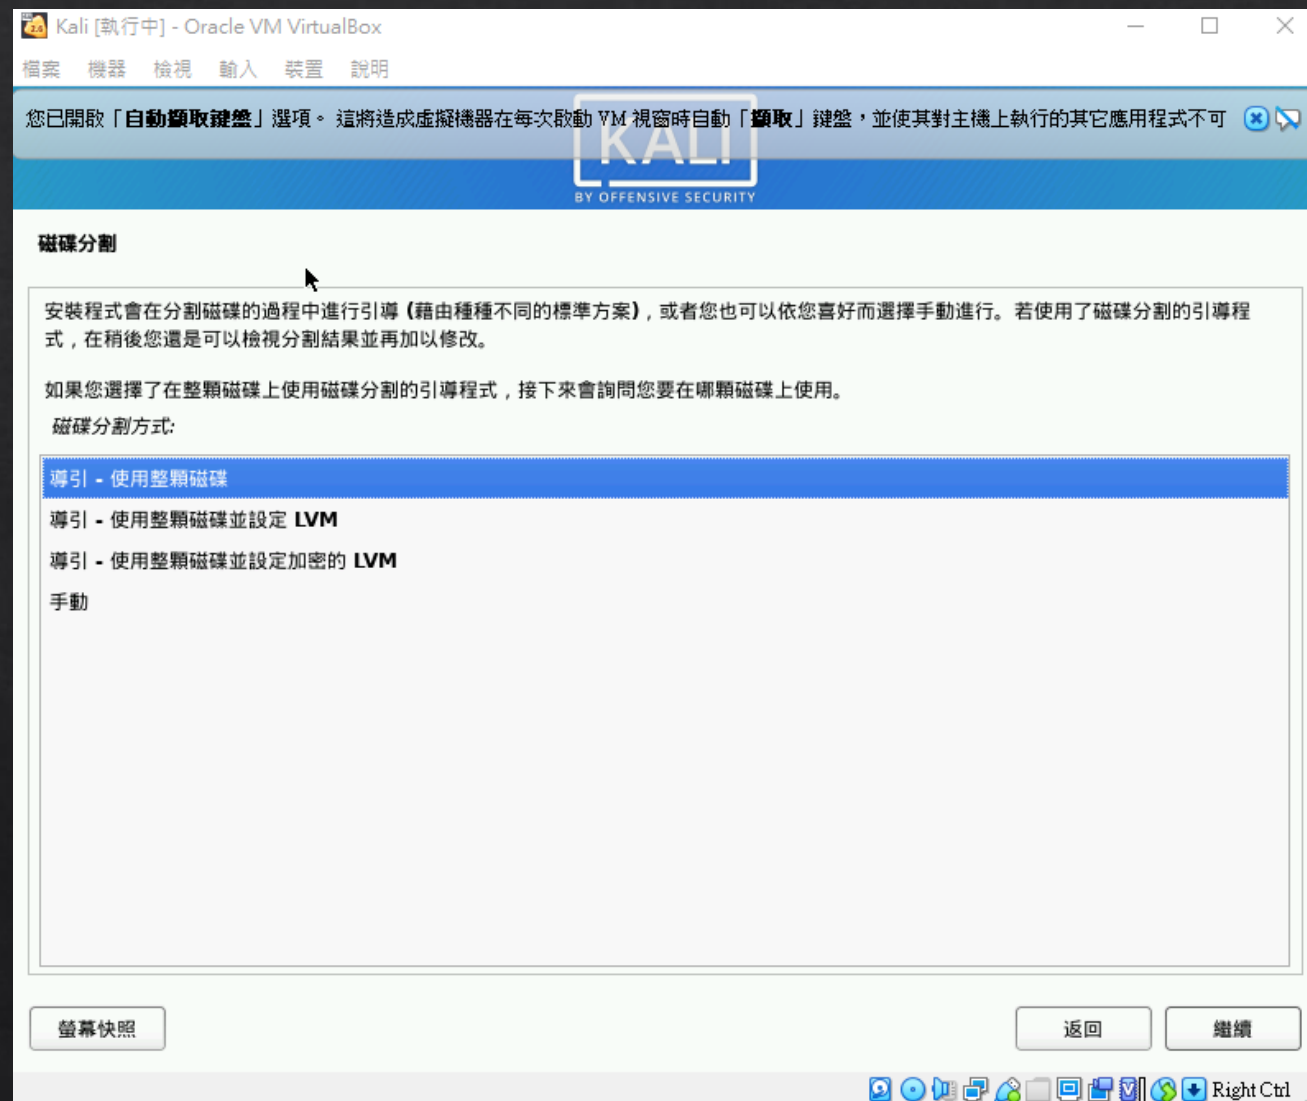 Kali [執行中] - Oracle VM VirtualBox
檔案 機器 檢視 輸入 裝置 說明
您已開啟「自動擷取鍵盤」選項。 這將造成虛擬機器在每次啟動 VM 視窗時自動「擷取」鍵盤，並使其對主機上執行的其它應用程式不可
KALI
BY OFFENSIVE SECURITY
磁碟分割
安裝程式會在分割磁碟的過程中進行引導 (藉由種種不同的標準方案)，或者您也可以依您喜好而選擇手動進行。若使用了磁碟分割的引導程
式，在稍後您還是可以檢視分割結果並再加以修改。
如果您選擇了在整顆磁碟上使用磁碟分割的引導程式，接下來會詢問您要在哪顆磁碟上使用。
磁碟分割方式:
導引 - 使用整顆磁碟
導引 - 使用整顆磁碟並設定 LVM
導引 - 使用整顆磁碟並設定加密的 LVM
手動
螢幕快照 返回 繼續
Right Ctrl